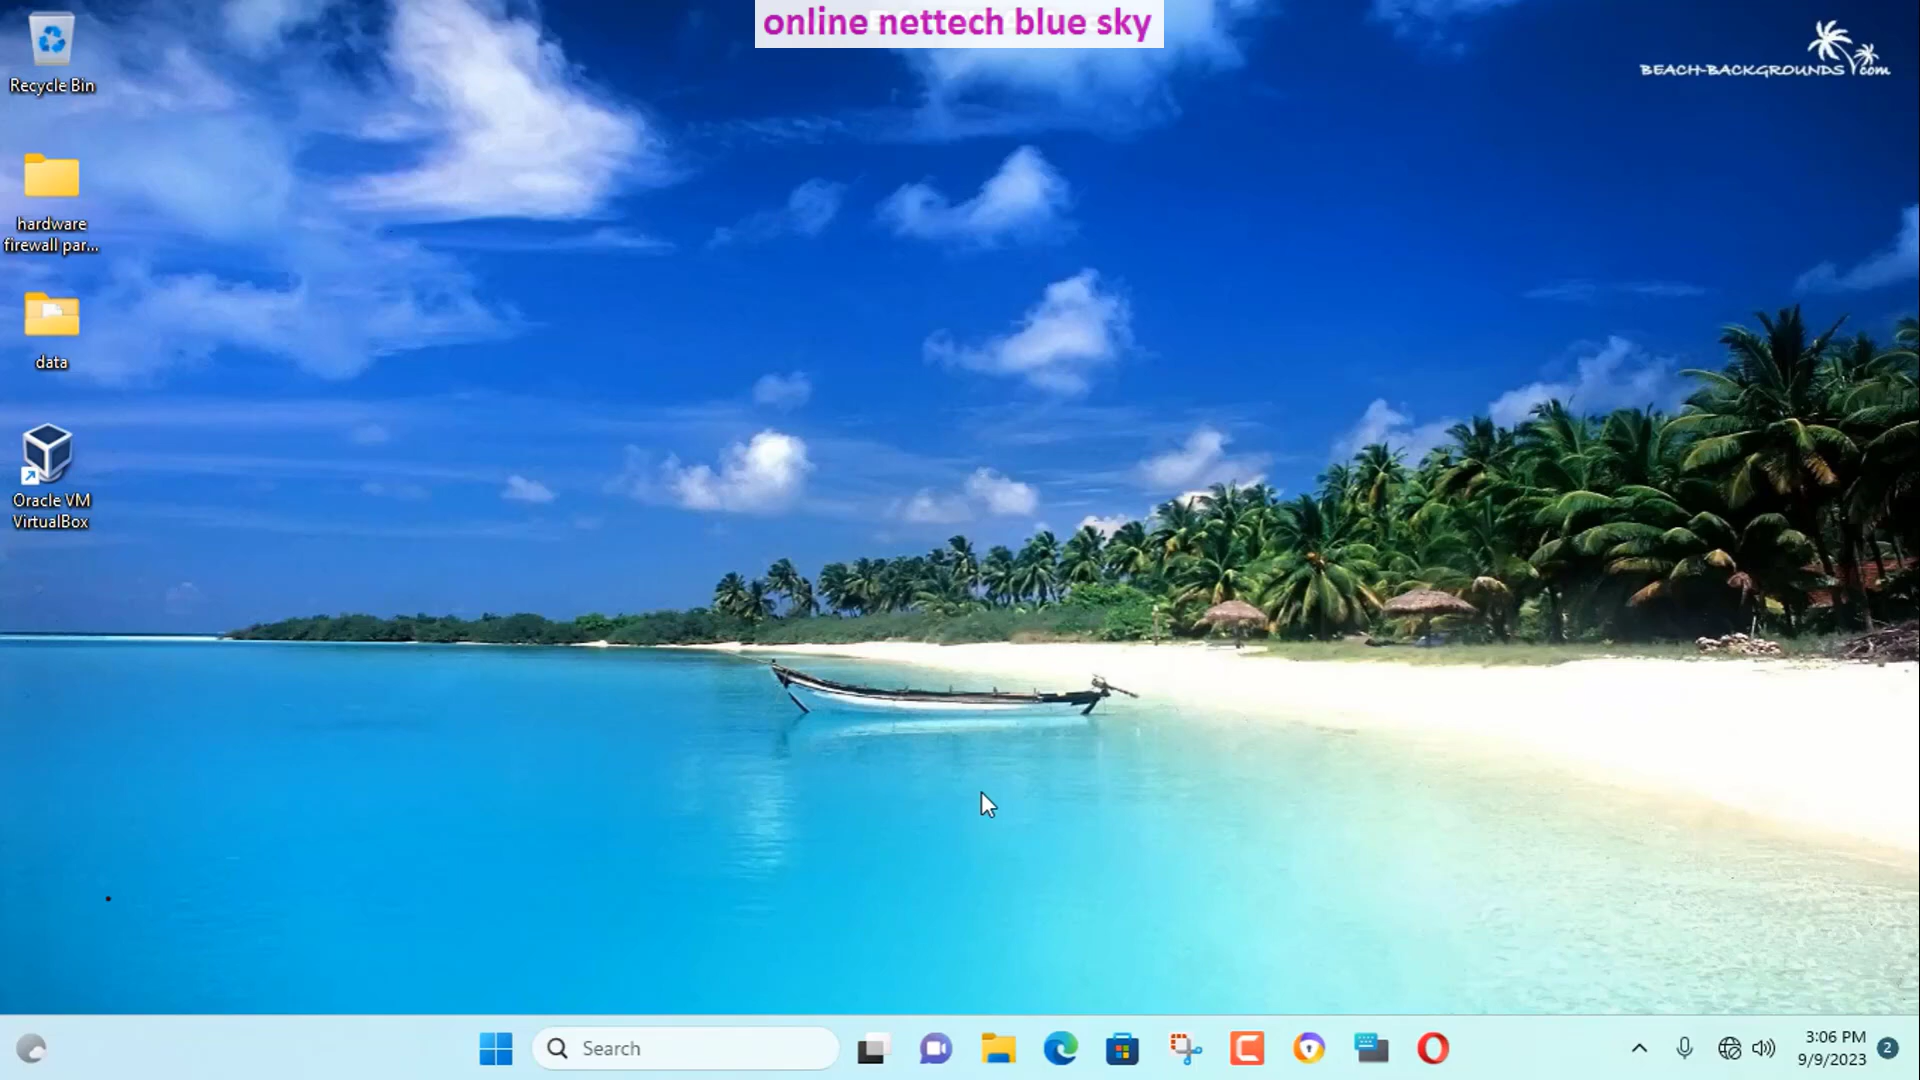 online nettech blue sky
BEACH-BACKGROUNDS.com
Recycle Bin
hardware
firewall par...
data
Oracle VM
VirtualBox
Search
3:06 PM
9/9/2023
2